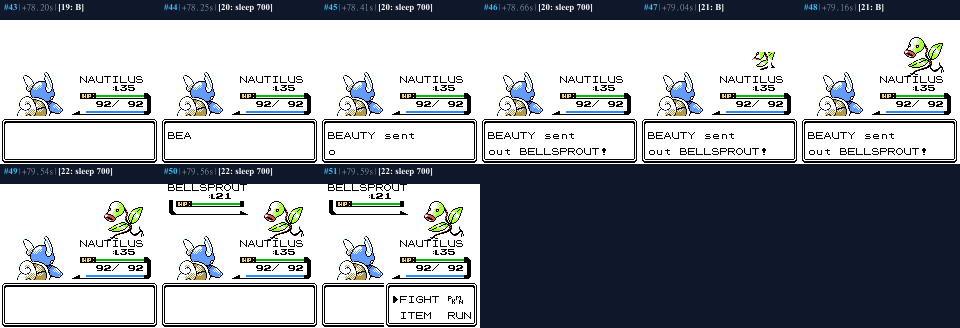 #43|+78.20s| [19: B]
NAUTILUS
:L35
HP:
92/ 92
#44|+78.25s| [20: sleep 700]
NAUTILUS
:L35
HP:
92/ 92
BEA
#45|+78.41s| [20: sleep 700]
NAUTILUS
:L35
HP:
92/ 92
BEAUTY sent
o
#46|+78.66s| [20: sleep 700]
NAUTILUS
:L35
HP:
92/ 92
BEAUTY sent
out BELLSPROUT!
#47|+79.04s| [21: B]
NAUTILUS
:L35
HP:
92/ 92
BEAUTY sent
out BELLSPROUT!
#48|+79.16s| [21: B]
NAUTILUS
:L35
HP:
92/ 92
BEAUTY sent
out BELLSPROUT!
#49|+79.54s| [22: sleep 700]
NAUTILUS
:L35
HP:
92/ 92
#50|+79.56s| [22: sleep 700]
BELLSPROUT
:L21
HP:
NAUTILUS
:L35
HP:
92/ 92
#51|+79.59s| [22: sleep 700]
BELLSPROUT
:L21
HP:
NAUTILUS
:L35
HP:
92/ 92
▶FIGHT PKMN
ITEM RUN